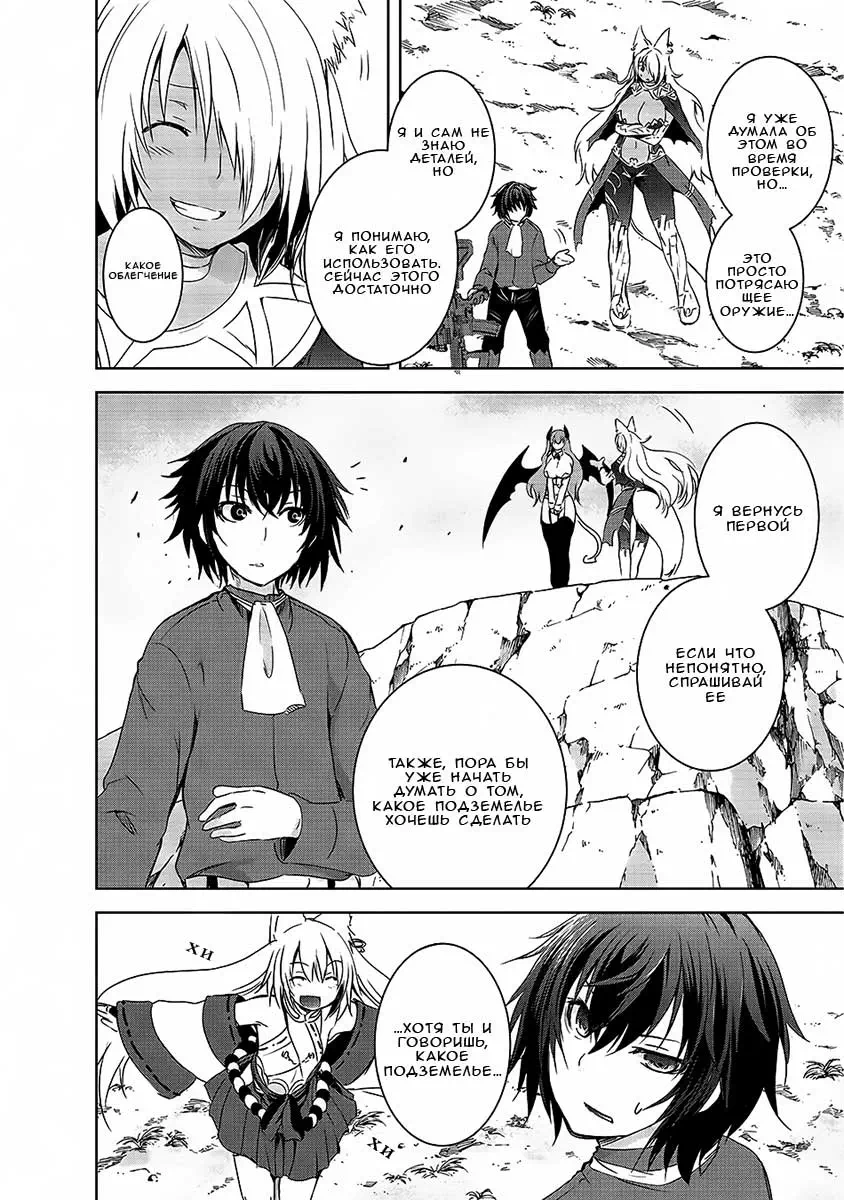 Я УЖЕ
ДУМАЛА ОБ
ЭТОМ ВО
ВРЕМЯ
ПРОВЕРКИ,
НО...
ЭТО
ПРОСТО
ПОТРЯСАЮ
ЩЕЕ
ОРУЖИЕ...
Я И САМ НЕ
ЗНАЮ
ДЕТАЛЕЙ,
НО
Я ПОНИМАЮ,
КАК ЕГО
ИСПОЛЬЗОВАТЬ.
СЕЙЧАС ЭТОГО
ДОСТАТОЧНО
КАКОЕ
ОБЛЕГЧЕНИЕ
Я ВЕРНУСЬ
ПЕРВОЙ
ЕСЛИ ЧТО
НЕПОНЯТНО,
СПРАШИВАЙ
ЕЕ
ТАКЖЕ, ПОРА БЫ
УЖЕ НАЧАТЬ
ДУМАТЬ О ТОМ,
КАКОЕ ПОДЗЕМЕЛЬЕ
ХОЧЕШЬ СДЕЛАТЬ
...ХОТЯ ТЫ И
ГОВОРИШЬ,
КАКОЕ
ПОДЗЕМЕЛЬЕ...
ХИ
ХИ